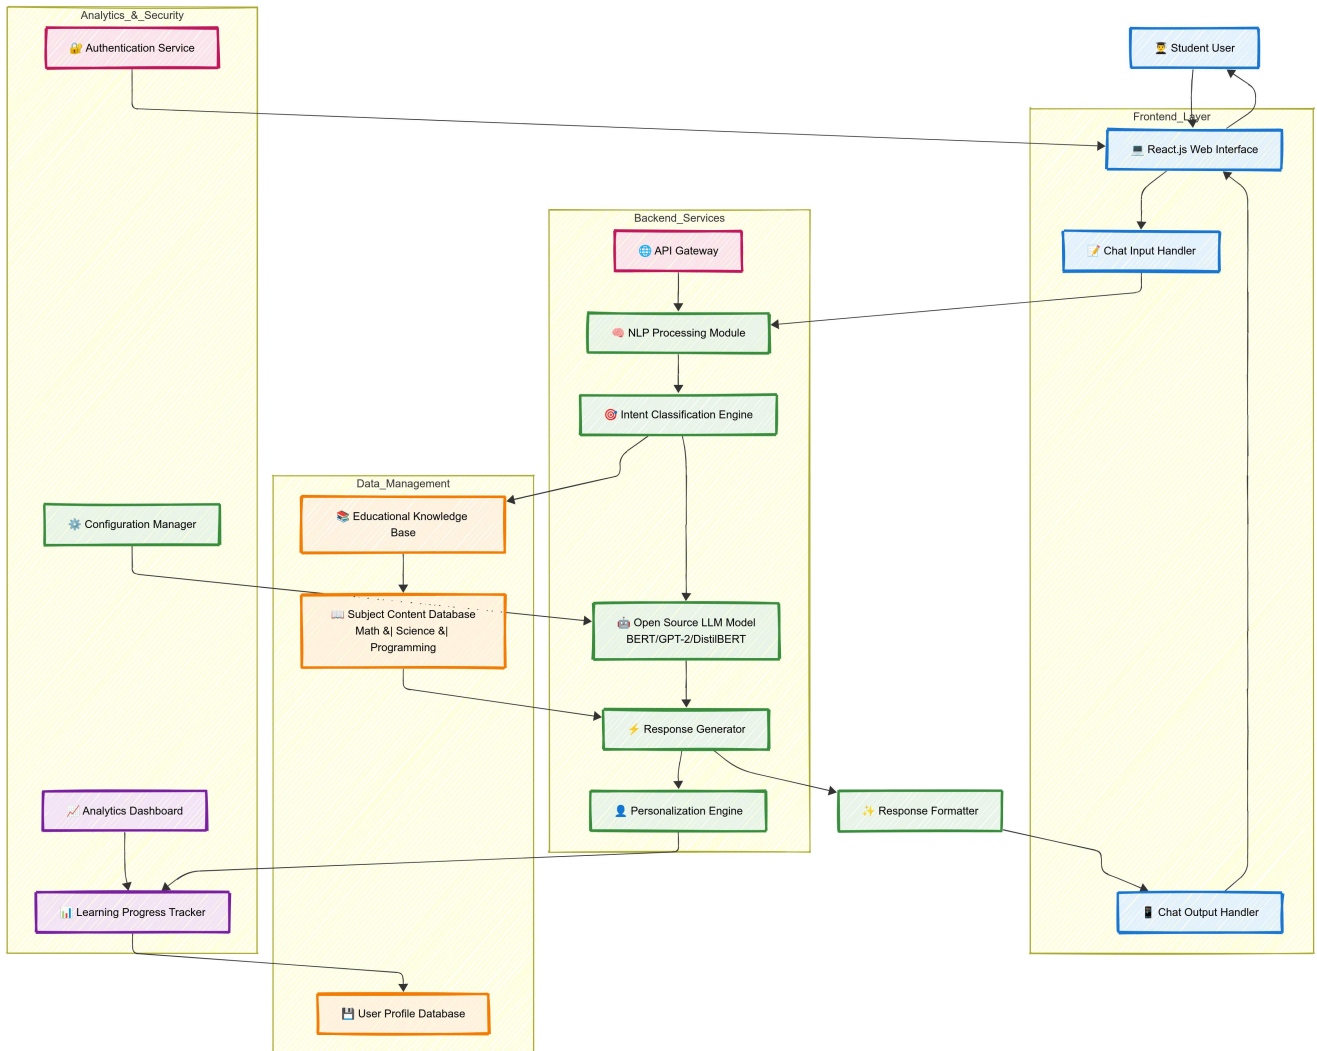 Analytics_&_Security
🔐 Authentication Service
👨‍🎓 Student User
Frontend_Layer
💻 React.js Web Interface
Backend_Services
🌐 API Gateway
📝 Chat Input Handler
🧠 NLP Processing Module
🎯 Intent Classification Engine
Data_Management
📚 Educational Knowledge
Base
⚙️ Configuration Manager
📖 Subject Content Database
Math &| Science &|
Programming
🤖 Open Source LLM Model
BERT/GPT-2/DistilBERT
⚡ Response Generator
📈 Analytics Dashboard
👤 Personalization Engine
✨ Response Formatter
📊 Learning Progress Tracker
📱 Chat Output Handler
💾 User Profile Database